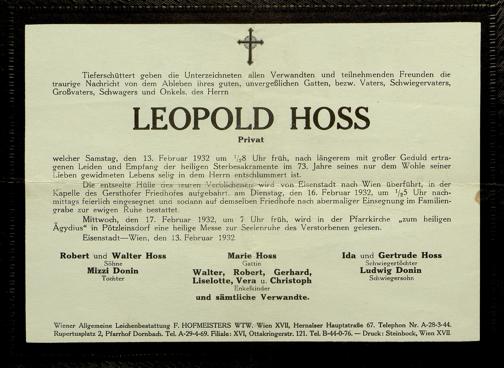 Tieferschüttert geben die Unterzeichneten allen Verwandten und teilnehmenden Freunden die
traurige Nachricht von dem Ableben ihres guten, unvergeßlichen Gatten, bezw. Vaters, Schwiegervaters,
Großvaters, Schwagers und Onkels, des Herrn
LEOPOLD HOSS
Privat
welcher Samstag, den 13. Februar 1932 um 1/28 Uhr früh, nach längerem mit großer Geduld ertra-
genen Leiden und Empfang der heiligen Sterbesakramente im 73. Jahre seines nur dem Wohle seiner
Lieben gewidmeten Lebens selig in dem Herrn entschlummert ist.
Die entseelte Hülle des teuren Verblichenen wird von Eisenstadt nach Wien überführt, in der
Kapelle des Gersthofer Friedhofes aufgebahrt, am Dienstag, den 16. Februar 1932, um 1/25 Uhr nach-
mittags feierlich eingesegnet und sodann auf demselben Friedhofe nach abermaliger Einsegnung im Familien-
grabe zur ewigen Ruhe bestattet.
Mittwoch, den 17. Februar 1932, um 7 Uhr früh, wird in der Pfarrkirche „zum heiligen
Ägydius“ in Pötzleinsdorf eine heilige Messe zur Seelenruhe des Verstorbenen gelesen.
Eisenstadt—Wien, den 13. Februar 1932
Robert und Walter Hoss
Söhne
Mizzi Donin
Tochter
Marie Hoss
Gattin
Walter, Robert, Gerhard,
Liselotte, Vera u. Christoph
Enkelkinder
und sämtliche Verwandte.
Ida und Gertrude Hoss
Schwiegertöchter
Ludwig Donin
Schwiegersohn
Wiener Allgemeine Leichenbestattung F. HOFMEISTERS WTW. Wien XVII, Hernalser Hauptstraße 67. Telephon Nr. A-28-3-44.
Rupertusplatz 2, Pfarrhof Dornbach. Tel. A-29-4-69. Filiale: XVI, Ottakringerstr. 121. Tel. B-44-0-76. — Druck: Steinbock, Wien XVII